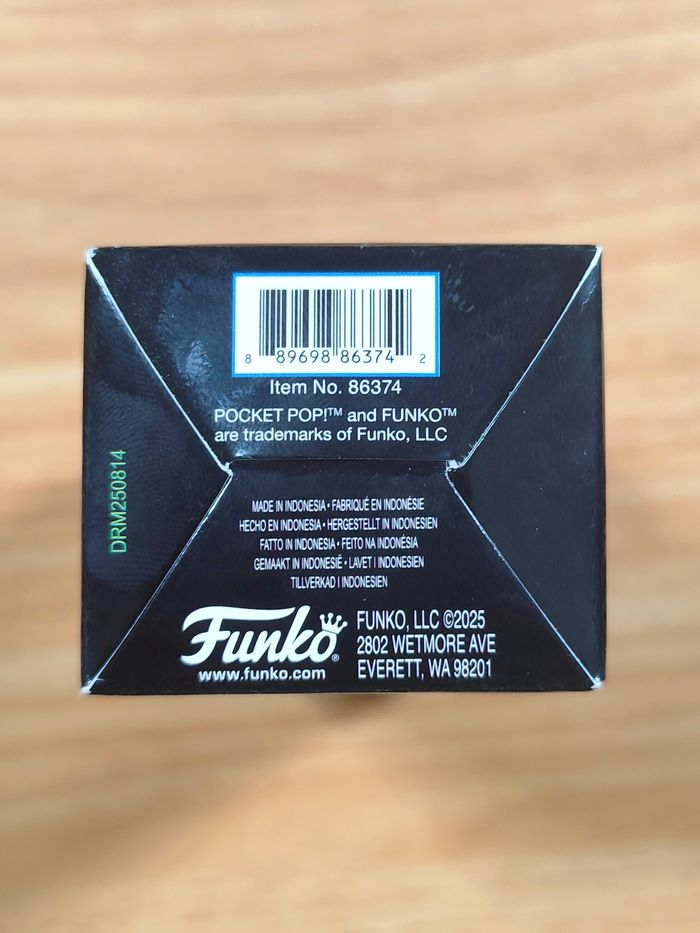 8 89698 86374 2
Item No. 86374
POCKET POP!™ and FUNKO™
are trademarks of Funko, LLC
DRM250814
MADE IN INDONESIA • FABRIQUÉ EN INDONÉSIE
HECHO EN INDONESIA • HERGESTELLT IN INDONESIEN
FATTO IN INDONESIA • FEITO NA INDONÉSIA
GEMAAKT IN INDONESIË • LAVET I INDONESIEN
TILLVERKAD I INDONESIEN
Funko®
www.funko.com
FUNKO, LLC ©2025
2802 WETMORE AVE
EVERETT, WA 98201